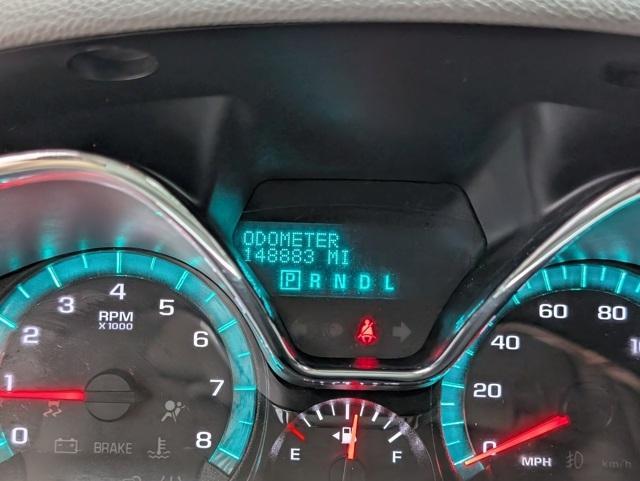 ODOMETER
148883 MI
P R N D L
4
3 5
2 6
RPM
X1000
1 7
0 8
BRAKE
E F
60 80
40
20
0
MPH km/h